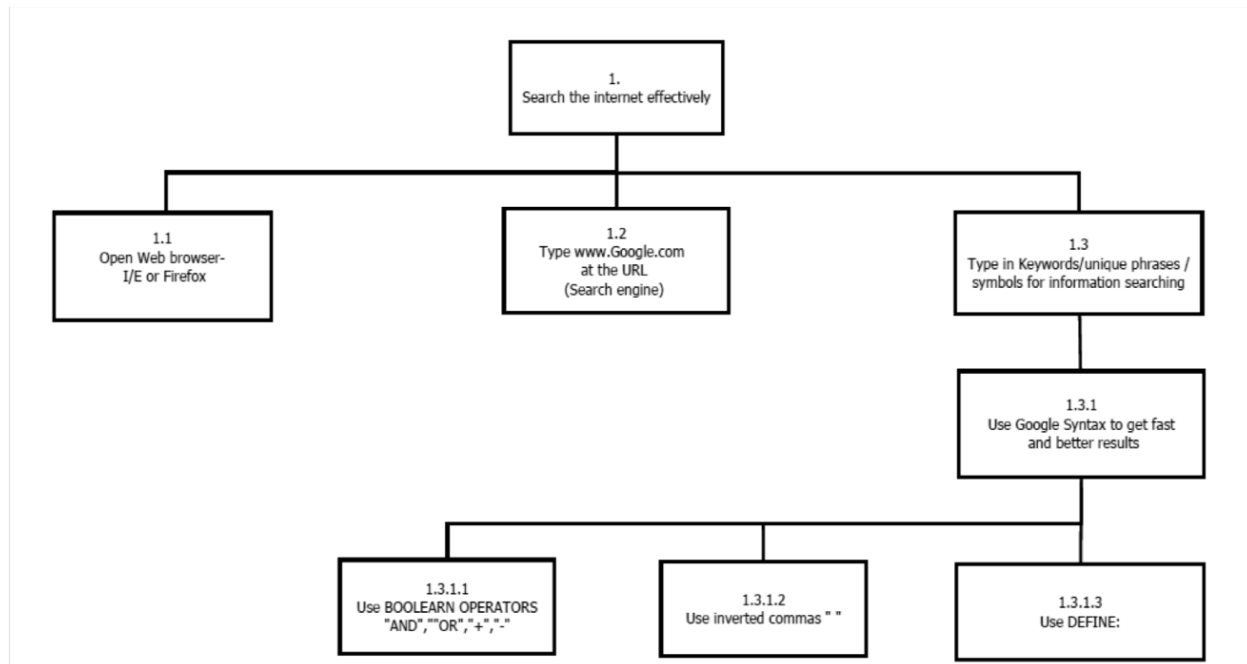 1.
Search the internet effectively
1.1
Open Web browser-
I/E or Firefox
1.2
Type www.Google.com
at the URL
(Search engine)
1.3
Type in Keywords/unique phrases /
symbols for information searching
1.3.1
Use Google Syntax to get fast
and better results
1.3.1.1
Use BOOLEARN OPERATORS
"AND",""OR","+","-"
1.3.1.2
Use inverted commas " "
1.3.1.3
Use DEFINE: